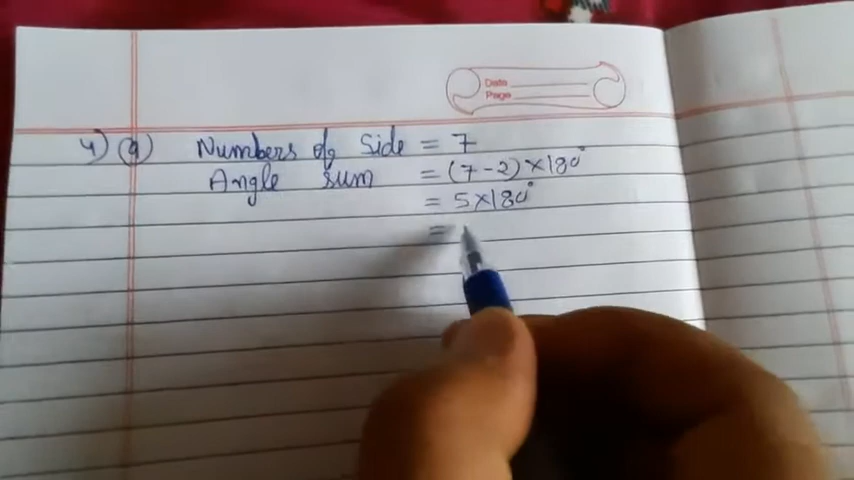 Date
Page
4) (a) Numbers of Side = 7
Angle sum = (7-2)×180°
= 5×180°
=